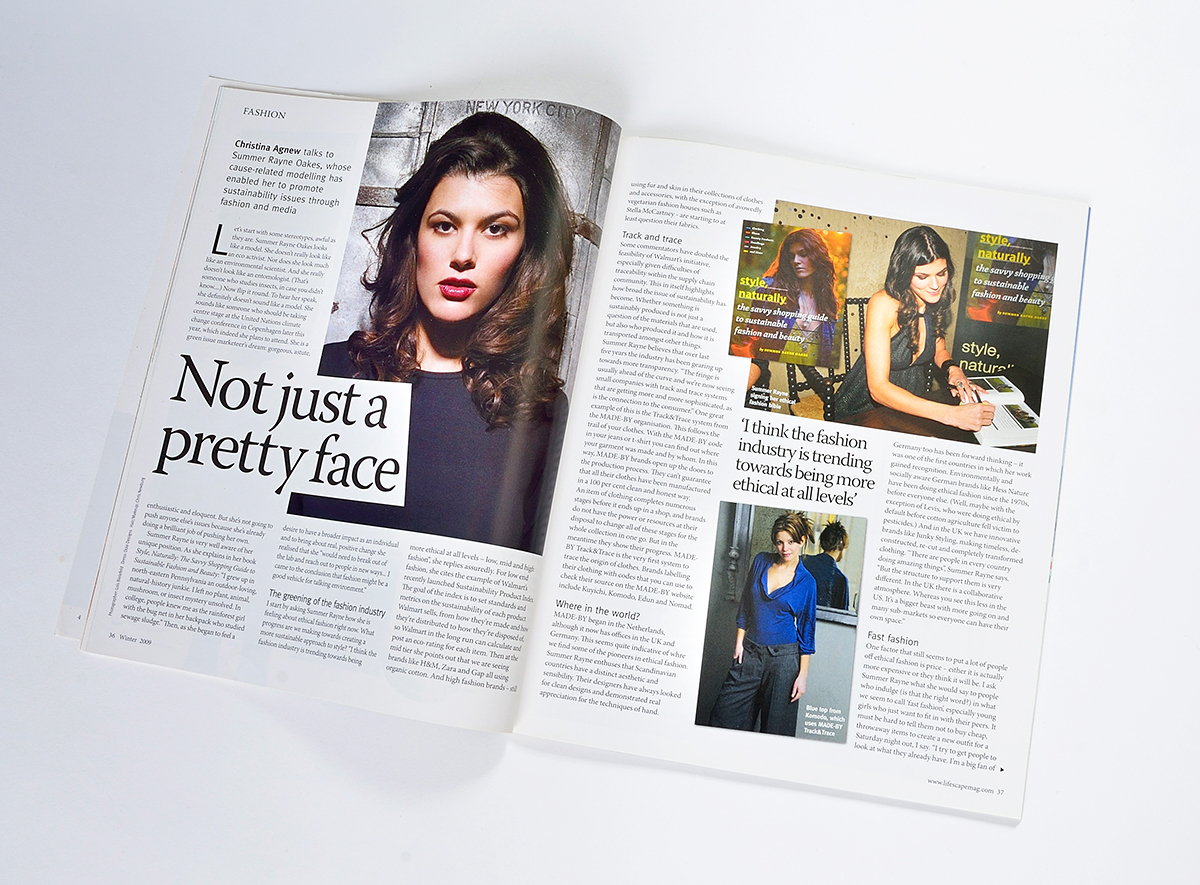 FASHION
NEW YORK CITY
Christina Agnew talks to
Summer Rayne Oakes, whose
cause-related modelling has
enabled her to promote
sustainability issues through
fashion and media
Let's start with some stereotypes, awful as
they are. Summer Rayne Oakes looks
like a model. She doesn't really look like
an eco activist. Nor does she look much
like an environmental scientist. And she really
doesn't look like an entomologist. (That's
someone who studies insects, in case you didn't
know...) Now flip it round. To hear her speak,
she definitely doesn't sound like a model. She
sounds like someone who should be taking
centre stage at the United Nations climate
change conference in Copenhagen later this
year, which indeed she plans to attend. She is a
green issue marketeer's dream: gorgeous, astute,
Not just a
pretty face
enthusiastic and eloquent. But she's not going to
push anyone else's issues because she's already
doing a brilliant job of pushing her own.
Summer Rayne is very well aware of her
unique position. As she explains in her book
Style, Naturally: The Savvy Shopping Guide to
Sustainable Fashion and Beauty: "I grew up in
north-eastern Pennsylvania an outdoor-loving,
natural-history junkie. I left no plant, animal,
mushroom, or insect mystery unsolved. In
college, people knew me as the rainforest girl
with the bug net in her backpack who studied
sewage sludge." Then, as she began to feel a
desire to have a broader impact as an individual
and to bring about real, positive change she
realised that she "would need to break out of
the lab and reach out to people in new ways... I
came to the conclusion that fashion might be a
good vehicle for talking environment."
The greening of the fashion industry
I start by asking Summer Rayne how she is
feeling about ethical fashion right now. What
progress are we making towards creating a
more sustainable approach to style? "I think the
fashion industry is trending towards being
more ethical at all levels – low, mid and high
fashion", she replies assuredly. For low end
fashion, she cites the example of Walmart's
recently launched Sustainability Product Index.
The goal of the index is to set standards and
metrics on the sustainability of each product
Walmart sells, from how they're made and how
they're distributed to how they're disposed of,
so Walmart in the long run can calculate and
post an eco-rating for each item. Then at the
mid tier she points out that we are seeing
brands like H&M, Zara and Gap all using
organic cotton. And high fashion brands – still
36 Winter 2009
using fur and skin in their collections of clothes
and accessories, with the exception of avowedly
vegetarian fashion houses such as
Stella McCartney – are starting to at
least question their fabrics.
Track and trace
Some commentators have doubted the
feasibility of Walmart's initiative,
especially given difficulties of
traceability within the supply chain
community. This in itself highlights
how broad the issue of sustainability has
become. Whether something is
sustainably produced is not just a
question of the materials that are used,
but also who produced it and how it is
transported amongst other things.
Summer Rayne believes that over last
five years the industry has been gearing up
towards more transparency. "The fringe is
usually ahead of the curve and we're now seeing
small companies with track and trace systems
that are getting more and more sophisticated, as
is the connection to the consumer." One great
example of this is the Track&Trace system from
the MADE-BY organisation. This follows the
trail of your clothes. With the MADE-BY code
in your jeans or t-shirt you can find out where
your garment was made and by whom. In this
way, MADE-BY brands open up the doors to
the production process. They can't guarantee
that all their clothes have been manufactured
in a 100 per cent clean and honest way.
An item of clothing complete numerous
stages before it ends up in a shop, and brands
do not have the power or resources at their
disposal to change all of these stages for the
whole collection in one go. But in the
meantime they show their progress. MADE-
BY Track&Trace is the very first system to
trace the origin of clothes. Brands labelling
their clothing with codes that you can use to
check their source on the MADE-BY website
include Kuyichi, Komodo, Edun and Nomad.
Where in the world?
MADE-BY began in the Netherlands,
although it now has offices in the UK and
Germany. This seems quite indicative of where
we find some of the pioneers in ethical fashion.
Summer Rayne enthuses that Scandinavian
countries have a distinct aesthetic and
sensibility. Their designers have always looked
for clean designs and demonstrated real
appreciation for the techniques of hand.
style,
naturally
the savvy shopping guide
to sustainable
fashion and beauty
by SUMMER RAYNE OAKES
style,
naturally
the savvy shopping
to sustainable
fashion and beauty
by SUMMER RAYNE OAKES
style,
Summer Rayne
signing her ethical
fashion bible
'I think the fashion
industry is trending
towards being more
ethical at all levels'
Blue top from
Komodo, which
uses MADE-BY
Track&Trace
Germany too has been forward thinking – it
was one of the first countries in which her work
gained recognition. Environmentally and
socially aware German brands like Hess Nature
have been doing ethical fashion since the 1970s,
before everyone else. (Well, maybe with the
exception of Levis, who were doing ethical by
default before cotton agriculture fell victim to
pesticides.) And in the UK we have innovative
brands like Junky Styling, making timeless, de-
constructed, re-cut and completely transformed
clothing. "There are people in every country
doing amazing things", Summer Rayne says.
"But the structure to support them is very
different. In the UK there is a collaborative
atmosphere. Whereas you see this less in the
US. It's a bigger beast with more going on and
many sub-markets so everyone can have their
own space."
Fast fashion
One factor that still seems to put a lot of people
off ethical fashion is price – either it is actually
more expensive or they think it will be. I ask
Summer Rayne what she would say to people
who indulge (is that the right word?) in what
we seem to call 'fast fashion', especially young
girls who just want to fit in with their peers. It
must be hard to tell them not to buy cheap,
throwaway items to create a new outfit for a
Saturday night out, I say. "I try to get people to
look at what they already have. I'm a big fan of
www.lifescapemag.com 37